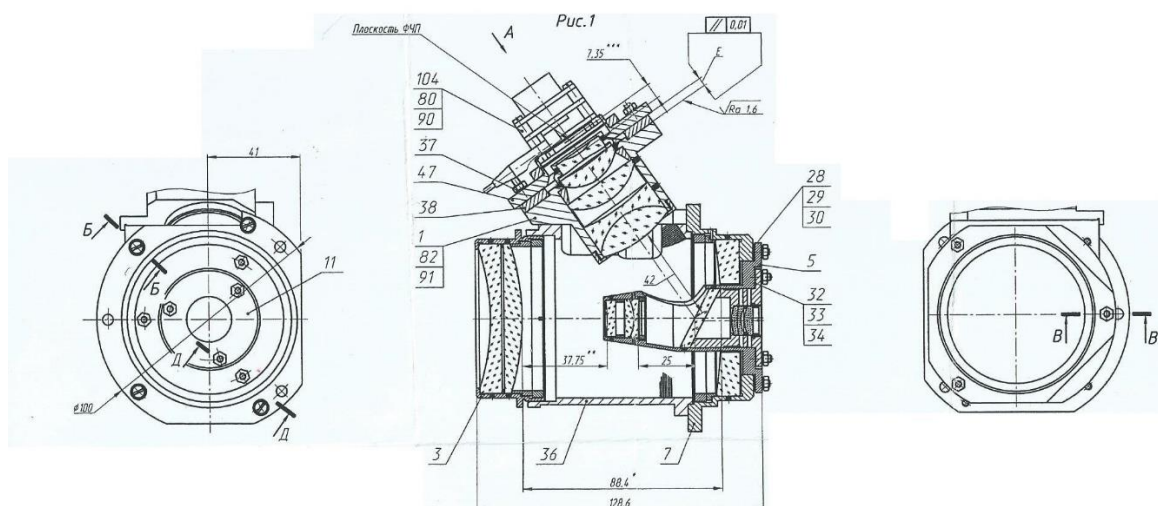 Рис.1
Плоскость ФЧП
А
// 0,01
7,35***
Е
√Ra 1,6
104
80
90
37
47
38
1
82
91
28
29
30
5
32
33
34
41
Б
Б
11
Д
Д
ø100
42
37,75**
25
В
В
3
36
7
88,4*
128,6